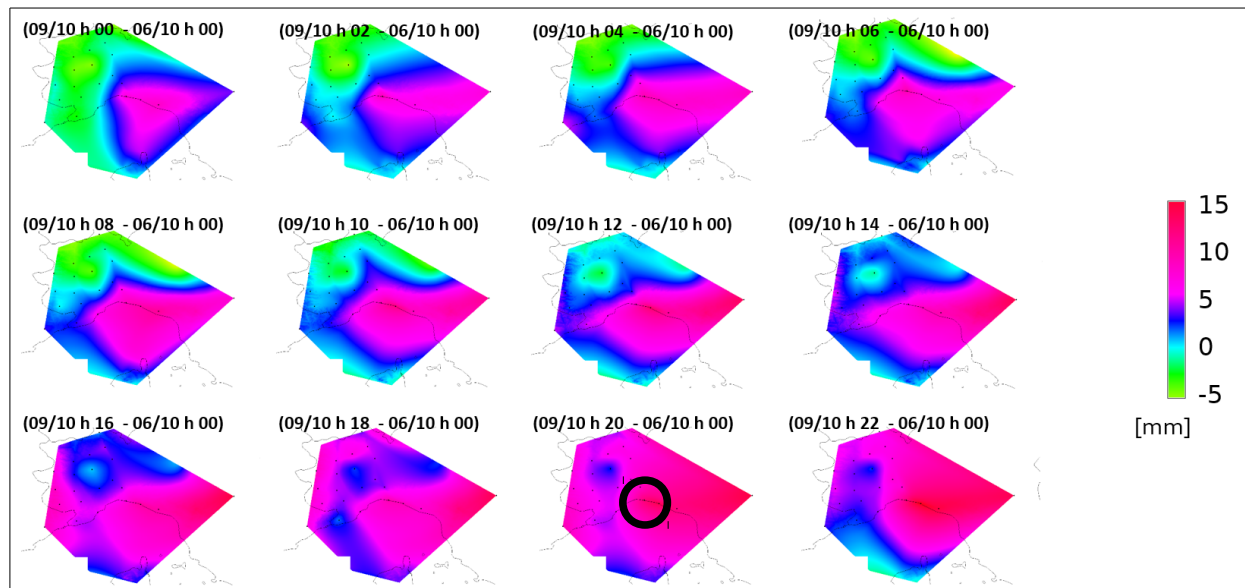 (09/10 h 00 - 06/10 h 00)
(09/10 h 02 - 06/10 h 00)
(09/10 h 04 - 06/10 h 00)
(09/10 h 06 - 06/10 h 00)
(09/10 h 08 - 06/10 h 00)
(09/10 h 10 - 06/10 h 00)
(09/10 h 12 - 06/10 h 00)
(09/10 h 14 - 06/10 h 00)
15
10
5
0
-5
[mm]
(09/10 h 16 - 06/10 h 00)
(09/10 h 18 - 06/10 h 00)
(09/10 h 20 - 06/10 h 00)
(09/10 h 22 - 06/10 h 00)